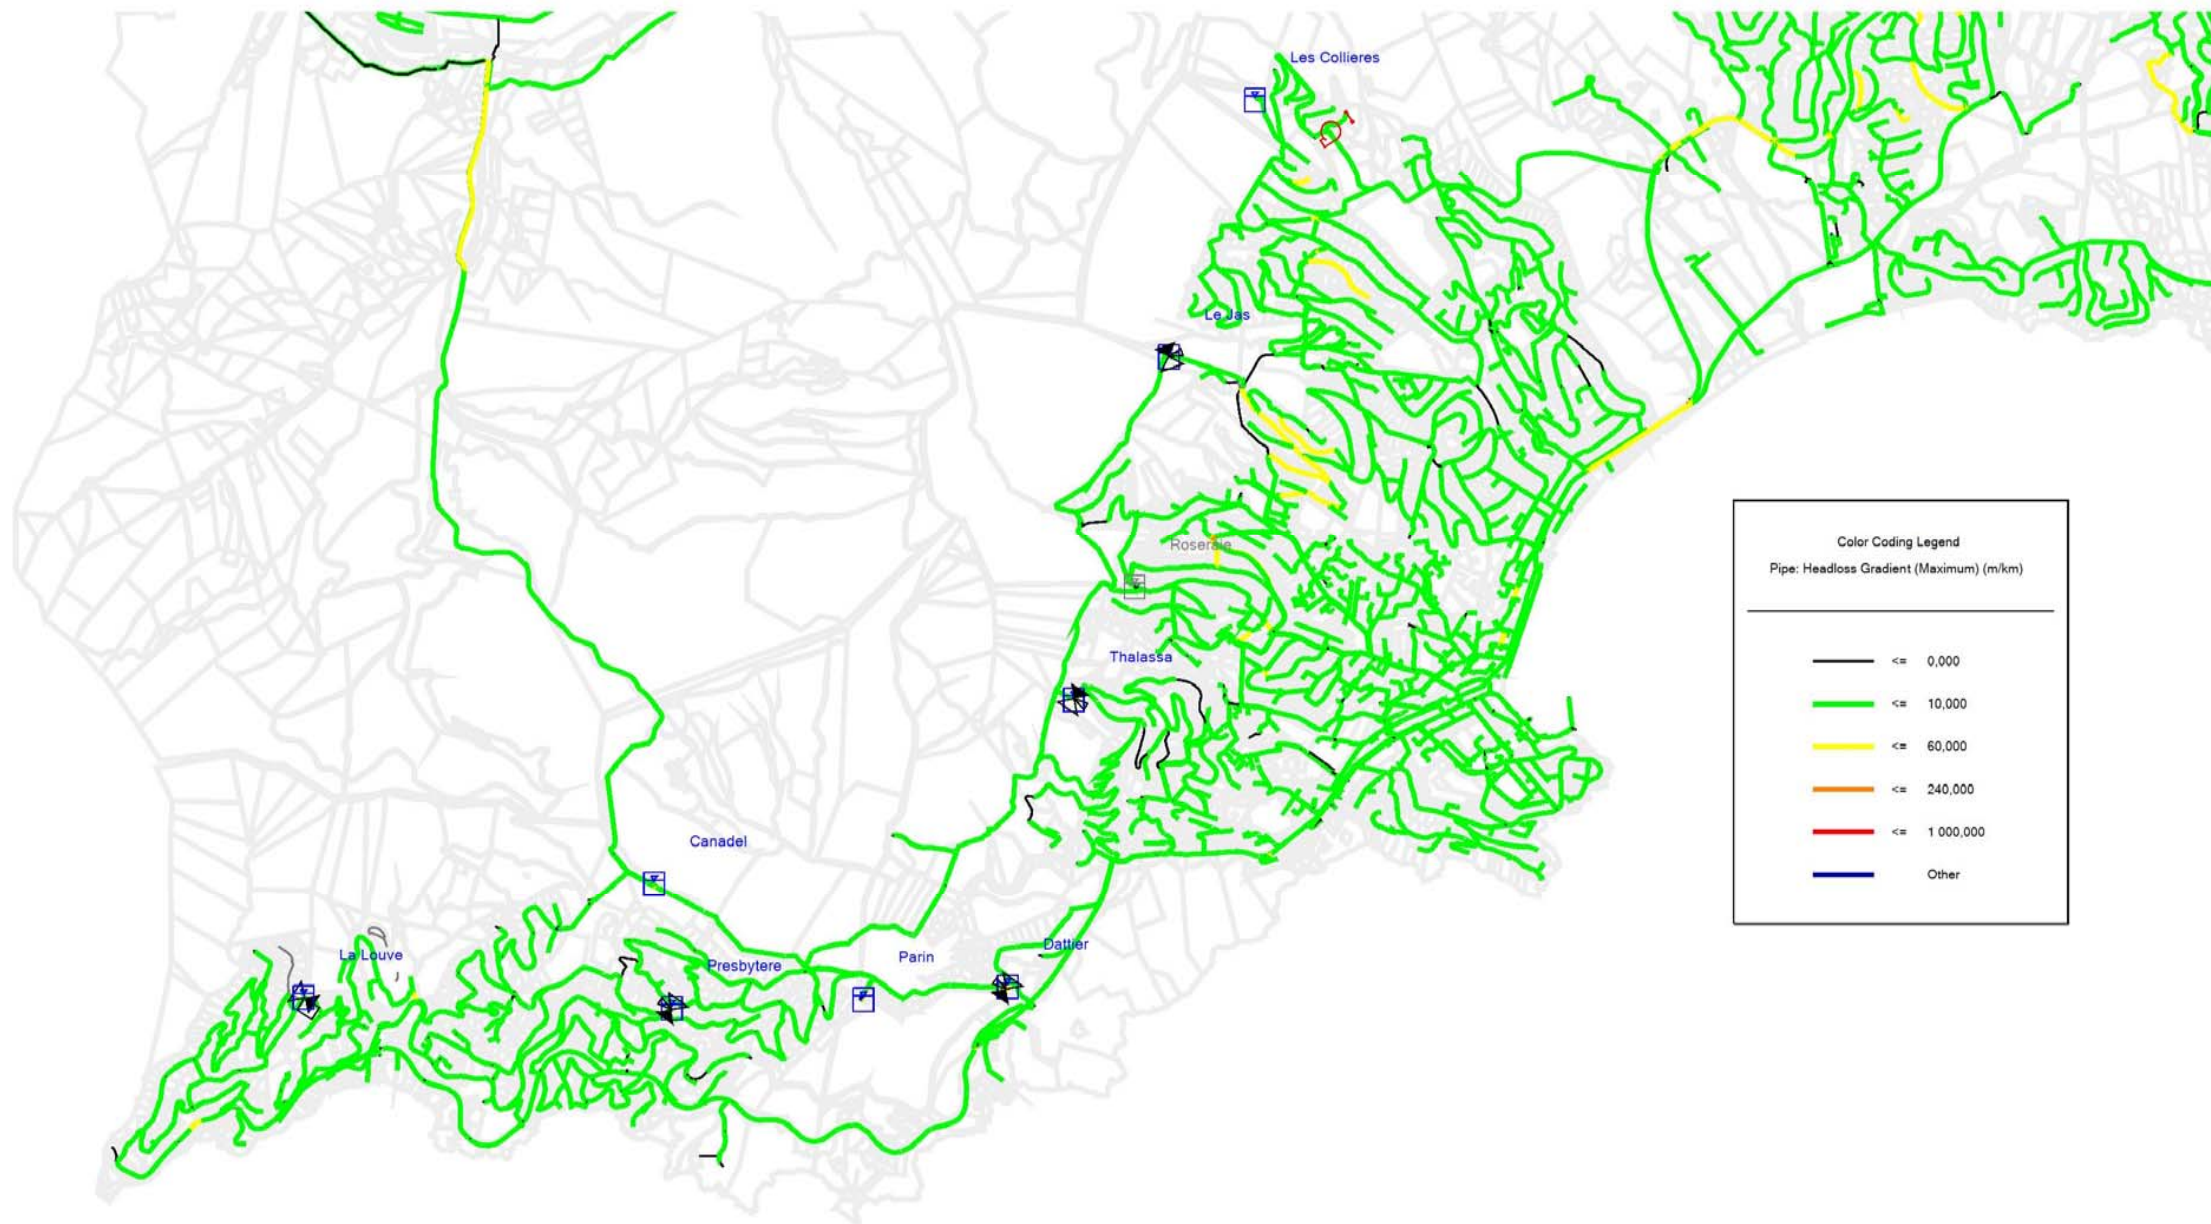 Les Collieres
Le Jas
Roseraie
Thalassa
Canadel
La Louve
Presbytere
Parin
Dattier
Color Coding Legend
Pipe: Headloss Gradient (Maximum) (m/km)
<= 0,000
<= 10,000
<= 60,000
<= 240,000
<= 1 000,000
Other